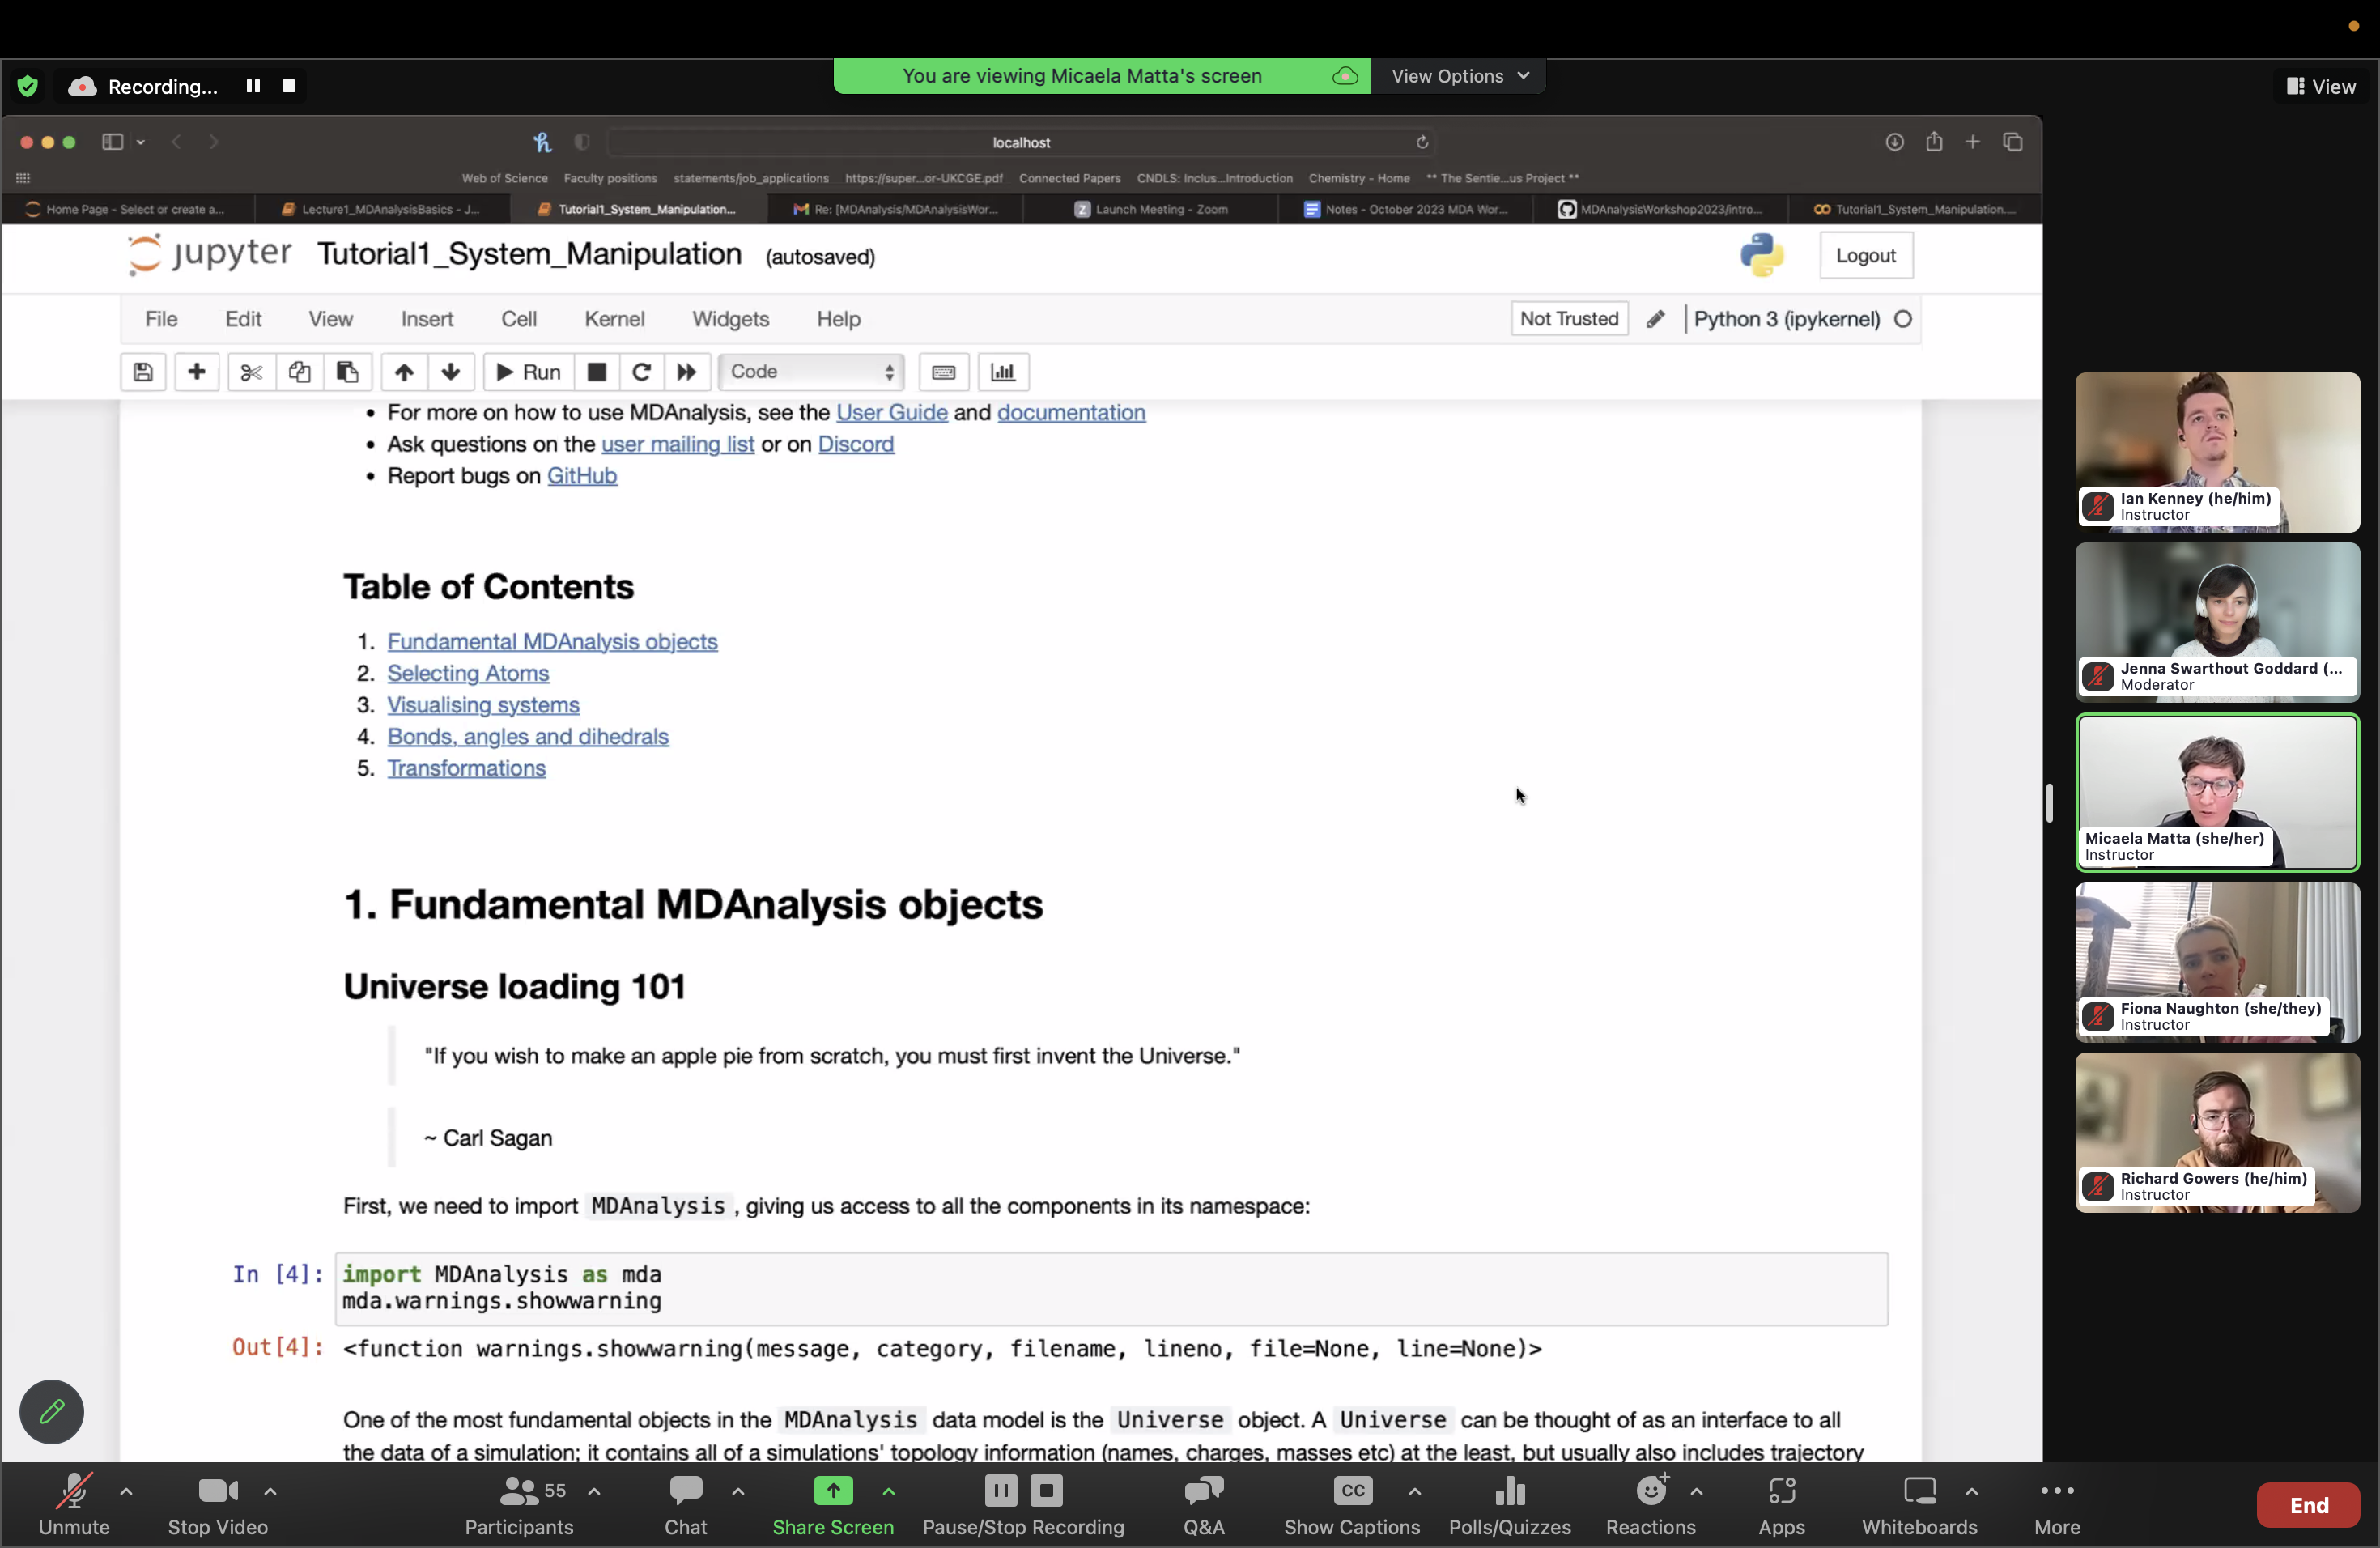 Recording...
You are viewing Micaela Matta's screen
View Options
View
localhost
Web of Science Faculty positions statements/job_applications https://super...or-UKCGE.pdf Connected Papers CNDLS: Inclus...Introduction Chemistry - Home ** The Sentie...us Project **
Home Page - Select or create a... Lecture1_MDAnalysisBasics - J... Tutorial1_System_Manipulation... Re: [MDAnalysis/MDAnalysisWor... Launch Meeting - Zoom Notes - October 2023 MDA Wor... MDAnalysisWorkshop2023/intro... Tutorial1_System_Manipulation....
jupyter Tutorial1_System_Manipulation (autosaved)
Logout
File Edit View Insert Cell Kernel Widgets Help
Not Trusted
Python 3 (ipykernel)
Run
Code
• For more on how to use MDAnalysis, see the User Guide and documentation
• Ask questions on the user mailing list or on Discord
• Report bugs on GitHub
Table of Contents
1. Fundamental MDAnalysis objects
2. Selecting Atoms
3. Visualising systems
4. Bonds, angles and dihedrals
5. Transformations
1. Fundamental MDAnalysis objects
Universe loading 101
"If you wish to make an apple pie from scratch, you must first invent the Universe."
~ Carl Sagan
First, we need to import MDAnalysis , giving us access to all the components in its namespace:
In [4]: import MDAnalysis as mda
mda.warnings.showwarning
Out[4]: <function warnings.showwarning(message, category, filename, lineno, file=None, line=None)>
One of the most fundamental objects in the MDAnalysis data model is the Universe object. A Universe can be thought of as an interface to all
the data of a simulation; it contains all of a simulations' topology information (names, charges, masses etc) at the least, but usually also includes trajectory
Ian Kenney (he/him)
Instructor
Jenna Swarthout Goddard (...
Moderator
Micaela Matta (she/her)
Instructor
Fiona Naughton (she/they)
Instructor
Richard Gowers (he/him)
Instructor
55
CC
Unmute Stop Video Participants Chat Share Screen Pause/Stop Recording Q&A Show Captions Polls/Quizzes Reactions Apps Whiteboards More
End